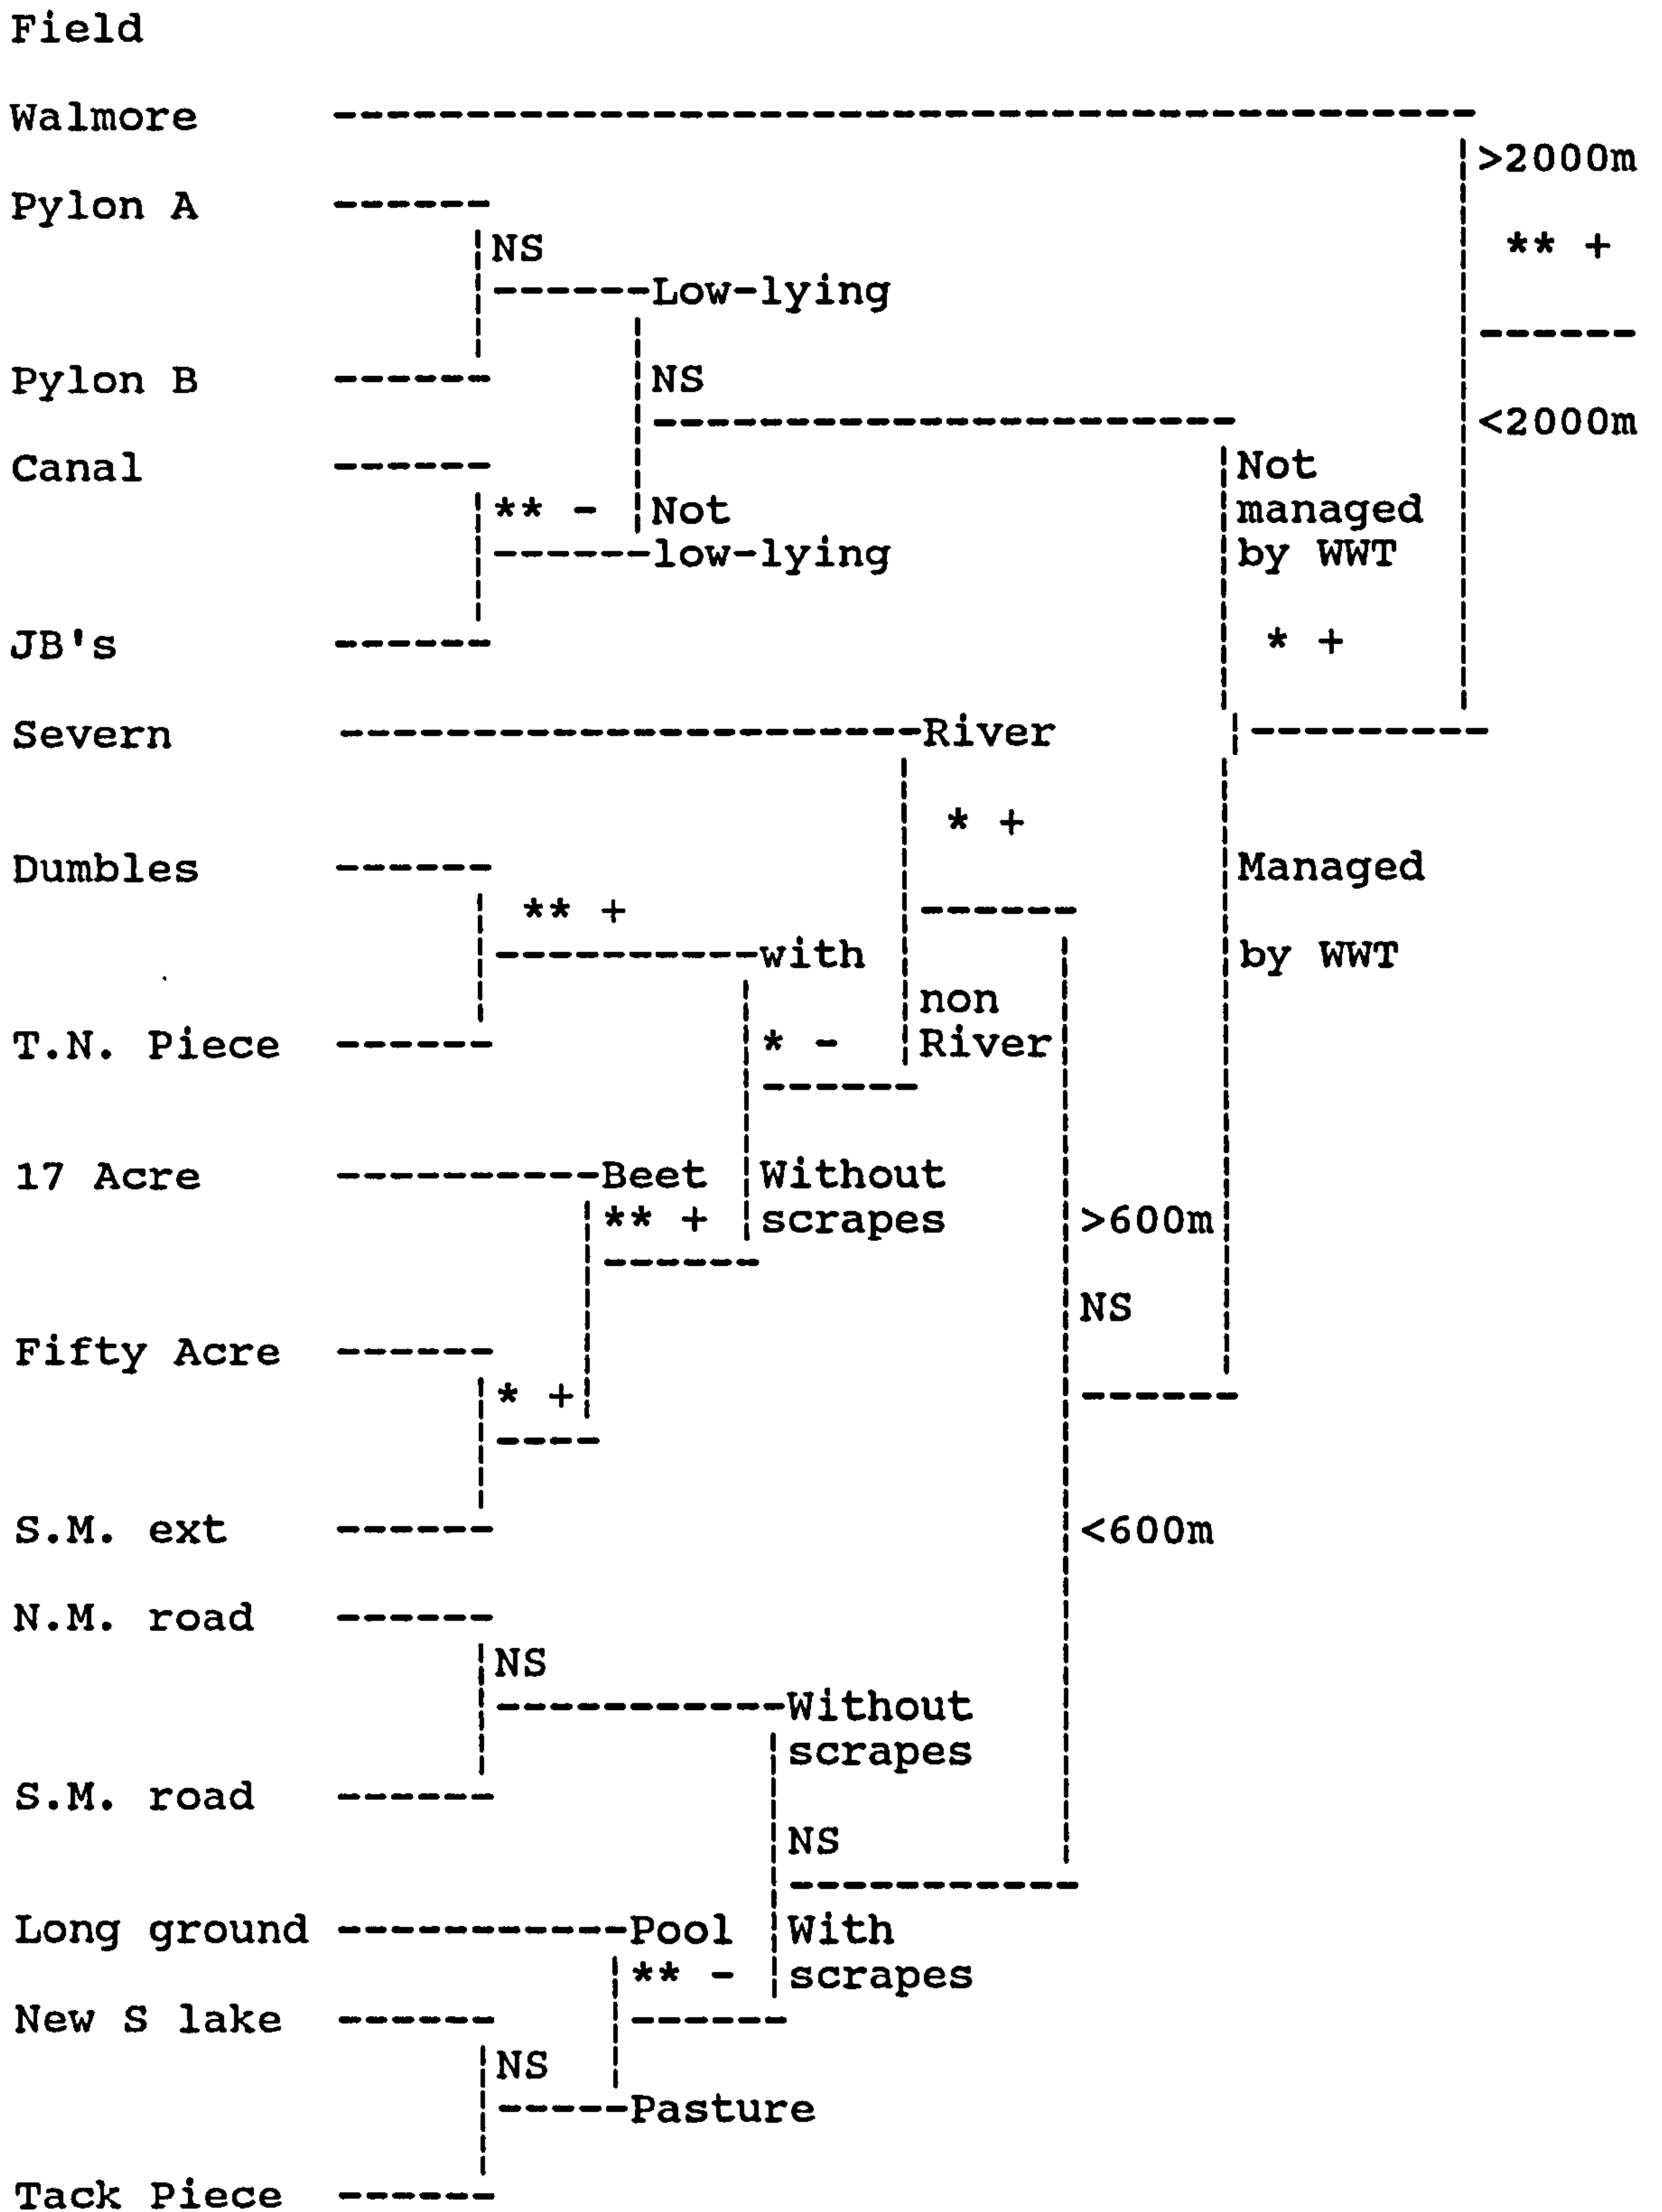 Field
Walmore
>2000m
Pylon A
NS
** +
Low-lying
Pylon B
NS
<2000m
Canal
Not
** -
Not
managed
low-lying
by WWT
JB's
* +
Severn
River
* +
Dumbles
Managed
** +
with
by WWT
non
T.N. Piece
* -
River
17 Acre
Beet
Without
** +
scrapes
>600m
NS
Fifty Acre
* +
S.M. ext
<600m
N.M. road
NS
Without
scrapes
S.M. road
NS
Long ground
Pool
With
** -
scrapes
New S lake
NS
Pasture
Tack Piece